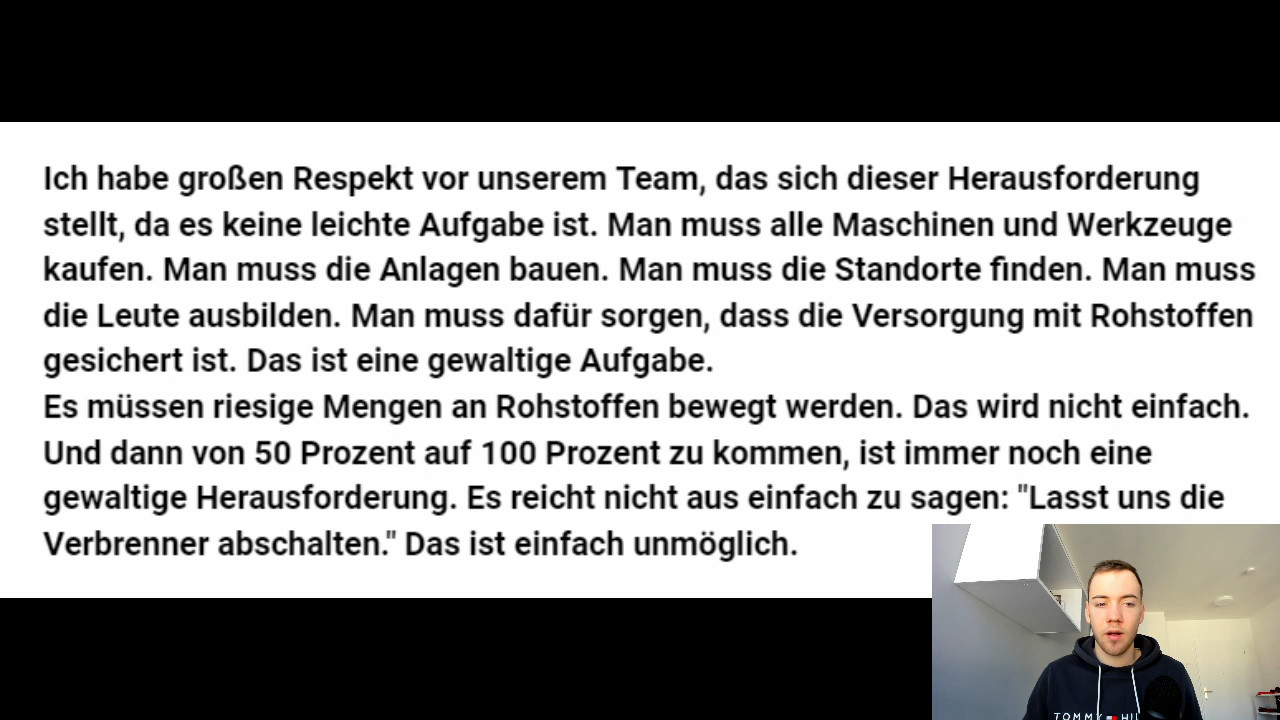 Ich habe großen Respekt vor unserem Team, das sich dieser Herausforderung
stellt, da es keine leichte Aufgabe ist. Man muss alle Maschinen und Werkzeuge
kaufen. Man muss die Anlagen bauen. Man muss die Standorte finden. Man muss
die Leute ausbilden. Man muss dafür sorgen, dass die Versorgung mit Rohstoffen
gesichert ist. Das ist eine gewaltige Aufgabe.
Es müssen riesige Mengen an Rohstoffen bewegt werden. Das wird nicht einfach.
Und dann von 50 Prozent auf 100 Prozent zu kommen, ist immer noch eine
gewaltige Herausforderung. Es reicht nicht aus einfach zu sagen: "Lasst uns die
Verbrenner abschalten." Das ist einfach unmöglich.
TOMMY HIL